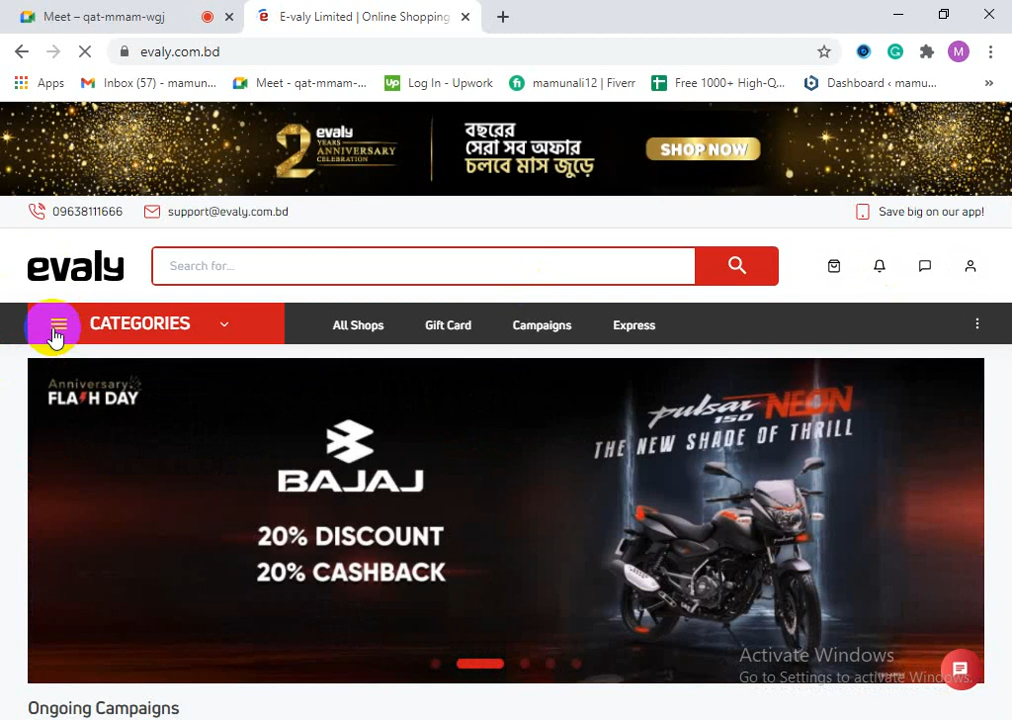 Meet – qat-mmam-wgj
E-valy Limited | Online Shopping
evaly.com.bd
M
Apps
Inbox (57) - mamun...
Meet - qat-mmam-...
Up
Log In - Upwork
fi
mamunali12 | Fiverr
Free 1000+ High-Q...
Dashboard ‹ mamu...
»
2 evaly
YEARS
ANNIVERSARY
CELEBRATION
বছরের
সেরা সব অফার
চলবে মাস জুড়ে
SHOP NOW
09638111666
support@evaly.com.bd
Save big on our app!
evaly
Search for...
CATEGORIES
All Shops
Gift Card
Campaigns
Express
Anniversary
FLASH DAY
BAJAJ
20% DISCOUNT
20% CASHBACK
pulsar
150
NEON
THE NEW SHADE OF THRILL
Activate Windows
Go to Settings to activate Windows.
Ongoing Campaigns